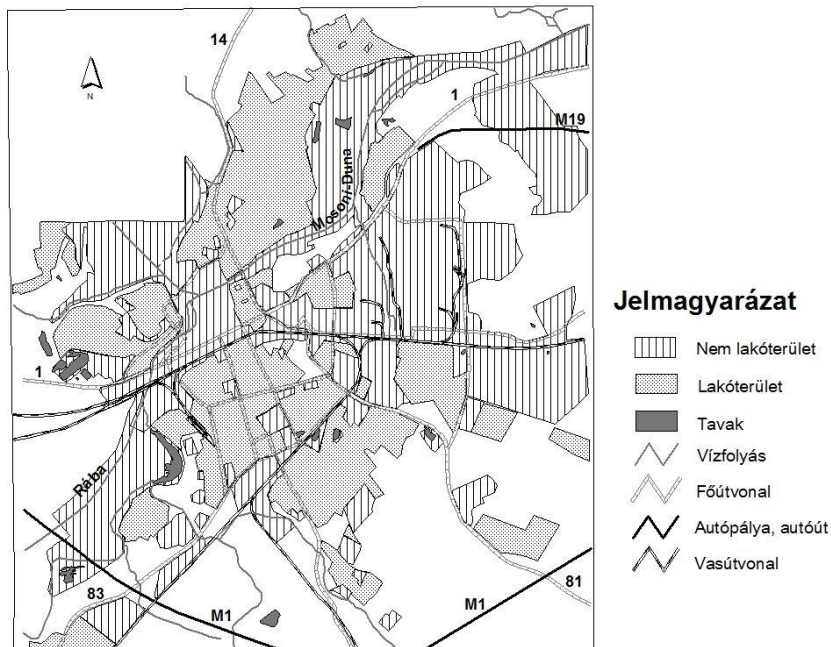 14
N
1
M19
Mosoni-Duna
1
Rába
83
M1
M1
81
Jelmagyarázat
Nem lakóterület
Lakóterület
Tavak
Vízfolyás
Főútvonal
Autópálya, autóút
Vasútvonal